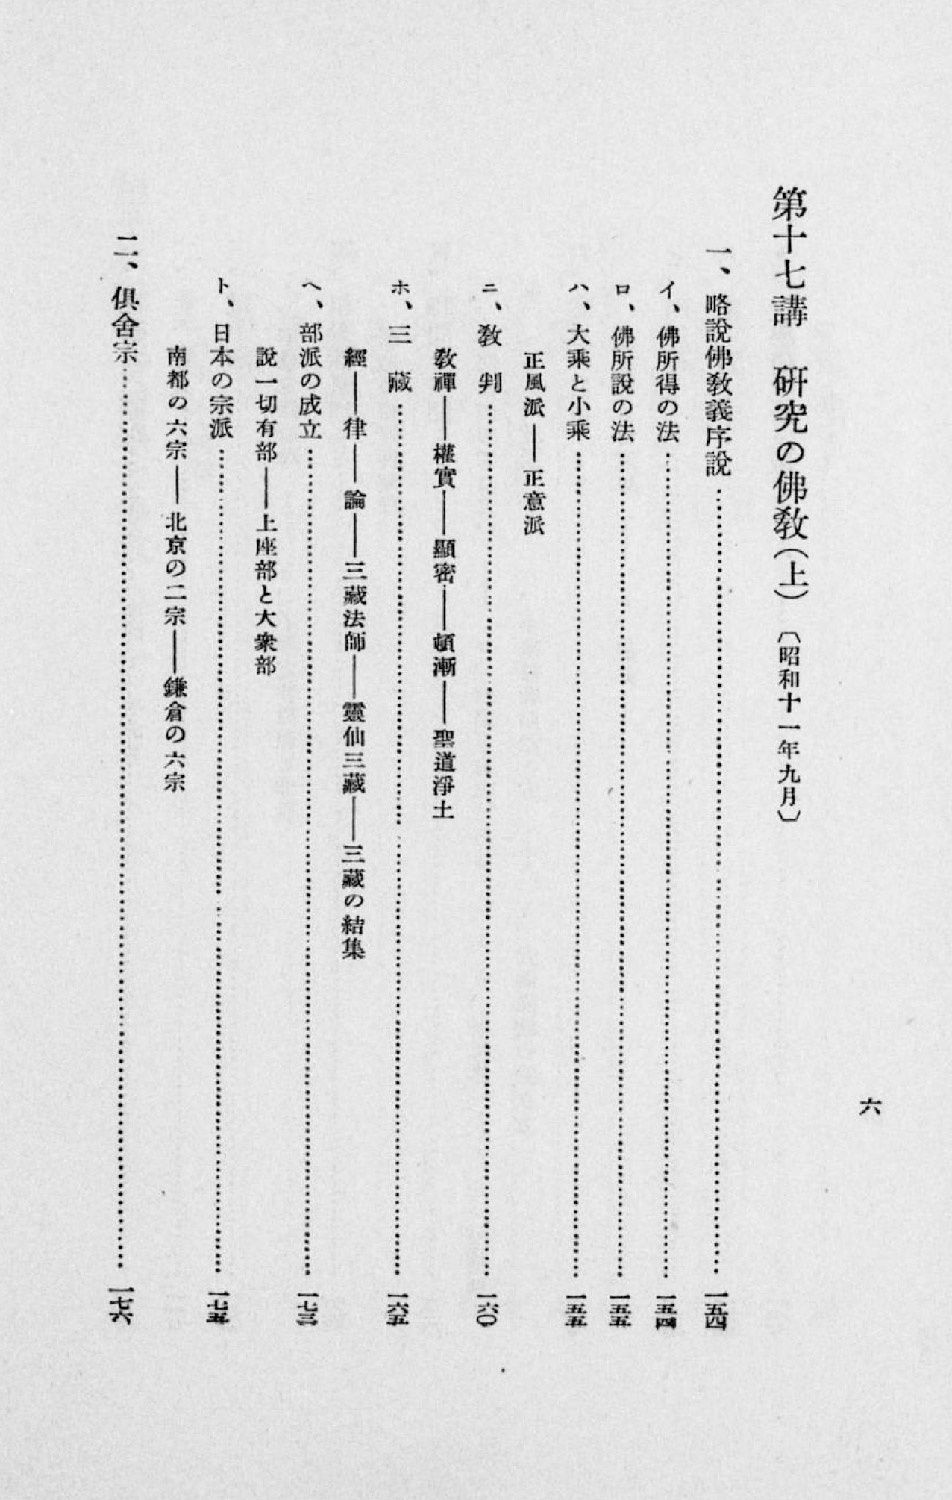 六
第十七講　研究の佛敎（上）〔昭和十一年九月〕
一、略說佛敎義序說……一五四
イ、佛所得の法……一五四
ロ、佛所說の法……一五五
ハ、大乘と小乘……一五五
正風派——正意派
ニ、敎　判……一六〇
敎禪——權實——顯密——頓漸——聖道淨土
ホ、三　藏……一六五
經——律——論——三藏法師——靈仙三藏——三藏の結集
ヘ、部派の成立……一七三
說一切有部——上座部と大衆部
ト、日本の宗派……一七五
南都の六宗——北京の二宗——鎌倉の六宗
二、俱舍宗……一七六